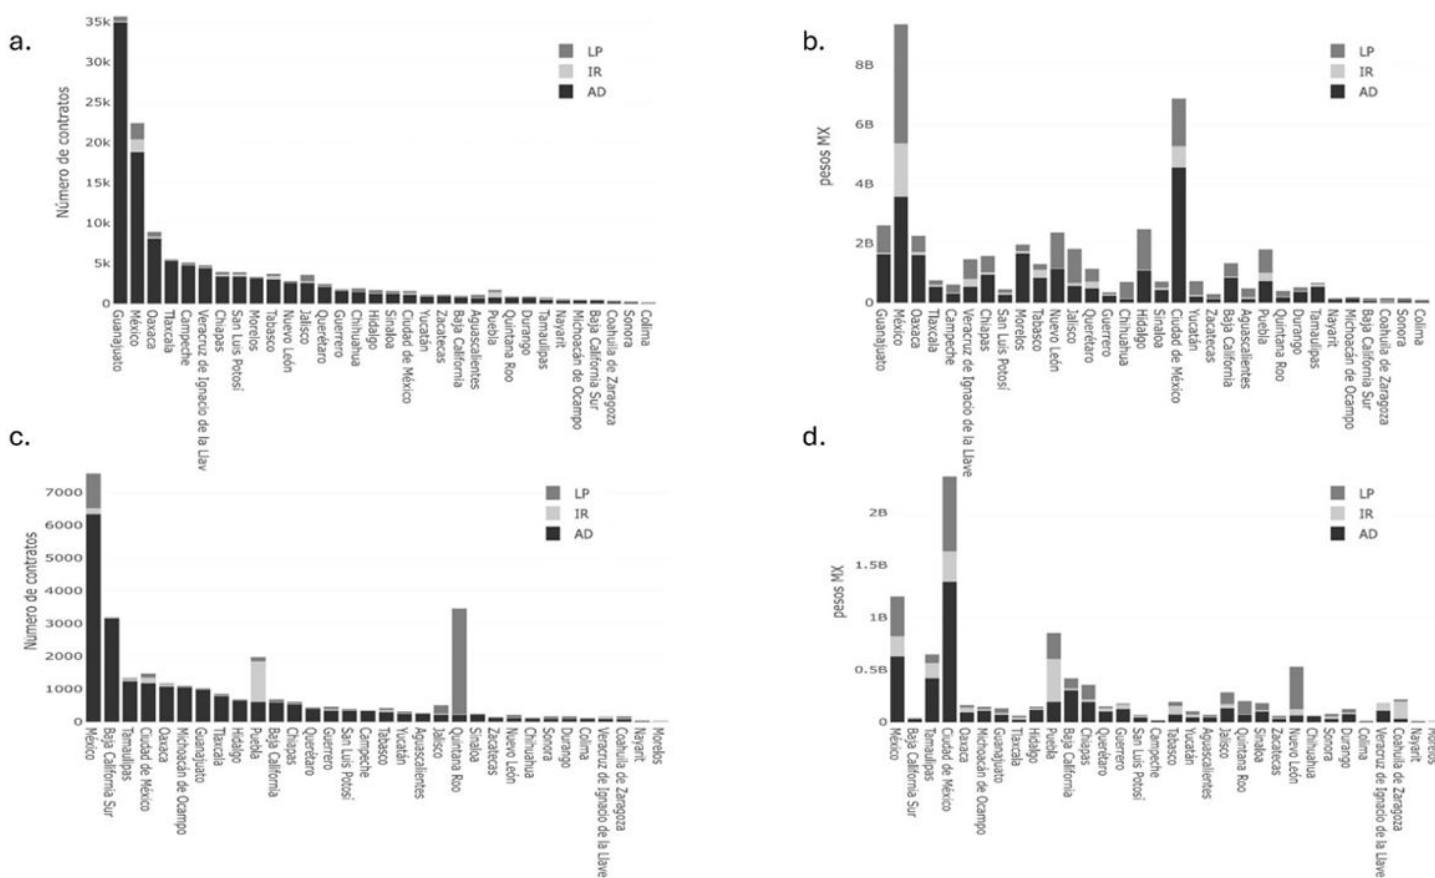 a.
Número de contratos
35k
30k
25k
20k
15k
10k
5k
0
LP
IR
AD
Guanajuato
México
Oaxaca
Tlaxcala
Campeche
Veracruz de Ignacio de la Llav
Chiapas
San Luis Potosí
Morelos
Tabasco
Nuevo León
Jalisco
Querétaro
Guerrero
Chihuahua
Hidalgo
Sinaloa
Ciudad de México
Yucatán
Zacatecas
Baja California
Aguascalientes
Puebla
Quintana Roo
Durango
Tamaulipas
Nayarit
Michoacán de Ocampo
Baja California Sur
Coahuila de Zaragoza
Sonora
Colima
b.
pesos MX
8B
6B
4B
2B
0
LP
IR
AD
Guanajuato
México
Oaxaca
Tlaxcala
Campeche
Veracruz de Ignacio de la Llave
Chiapas
San Luis Potosí
Morelos
Tabasco
Nuevo León
Jalisco
Querétaro
Guerrero
Chihuahua
Hidalgo
Sinaloa
Ciudad de México
Yucatán
Zacatecas
Baja California
Aguascalientes
Puebla
Quintana Roo
Durango
Tamaulipas
Nayarit
Michoacán de Ocampo
Baja California Sur
Coahuila de Zaragoza
Sonora
Colima
c.
Numero de contratos
7000
6000
5000
4000
3000
2000
1000
0
LP
IR
AD
México
Baja California Sur
Tamaulipas
Ciudad de México
Oaxaca
Michoacán de Ocampo
Guanajuato
Tlaxcala
Hidalgo
Puebla
Baja California
Chiapas
Querétaro
Guerrero
San Luis Potosí
Campeche
Tabasco
Yucatán
Aguascalientes
Jalisco
Quintana Roo
Sinaloa
Zacatecas
Nuevo León
Chihuahua
Sonora
Durango
Colima
Veracruz de Ignacio de la Llave
Coahuila de Zaragoza
Nayarit
Morelos
d.
pesos MX
2B
1.5B
1B
0.5B
0
LP
IR
AD
México
Baja California Sur
Tamaulipas
Ciudad de México
Oaxaca
Michoacán de Ocampo
Guanajuato
Tlaxcala
Hidalgo
Puebla
Baja California
Chiapas
Querétaro
Guerrero
San Luis Potosí
Campeche
Tabasco
Yucatán
Aguascalientes
Jalisco
Quintana Roo
Sinaloa
Zacatecas
Nuevo León
Chihuahua
Sonora
Durango
Colima
Veracruz de Ignacio de la Llave
Coahuila de Zaragoza
Nayarit
Morelos